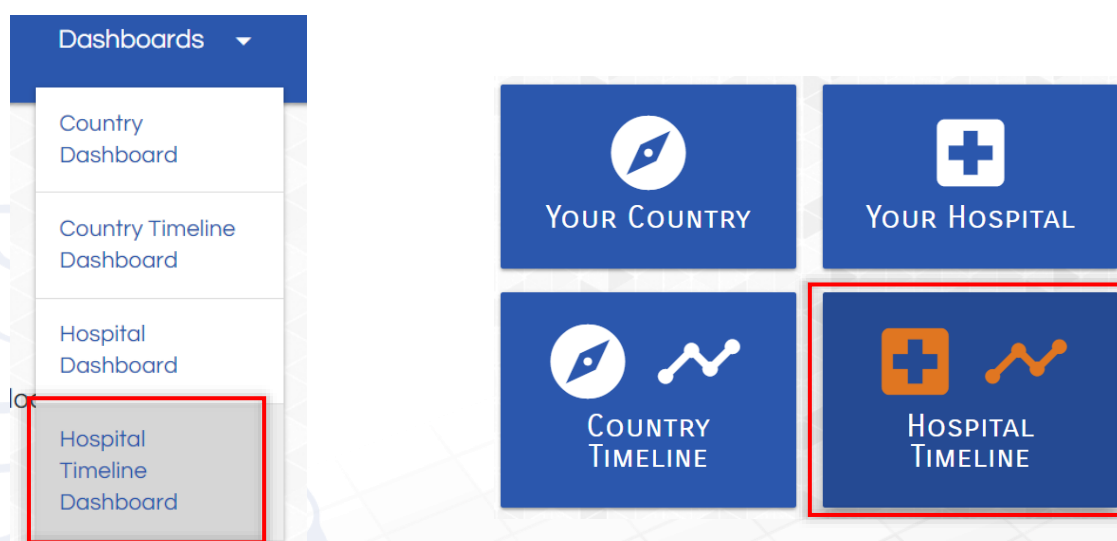 Dashboards
Country
Dashboard
Country Timeline
Dashboard
Hospital
Dashboard
Hospital
Timeline
Dashboard
Your Country
Your Hospital
Country
Timeline
Hospital
Timeline